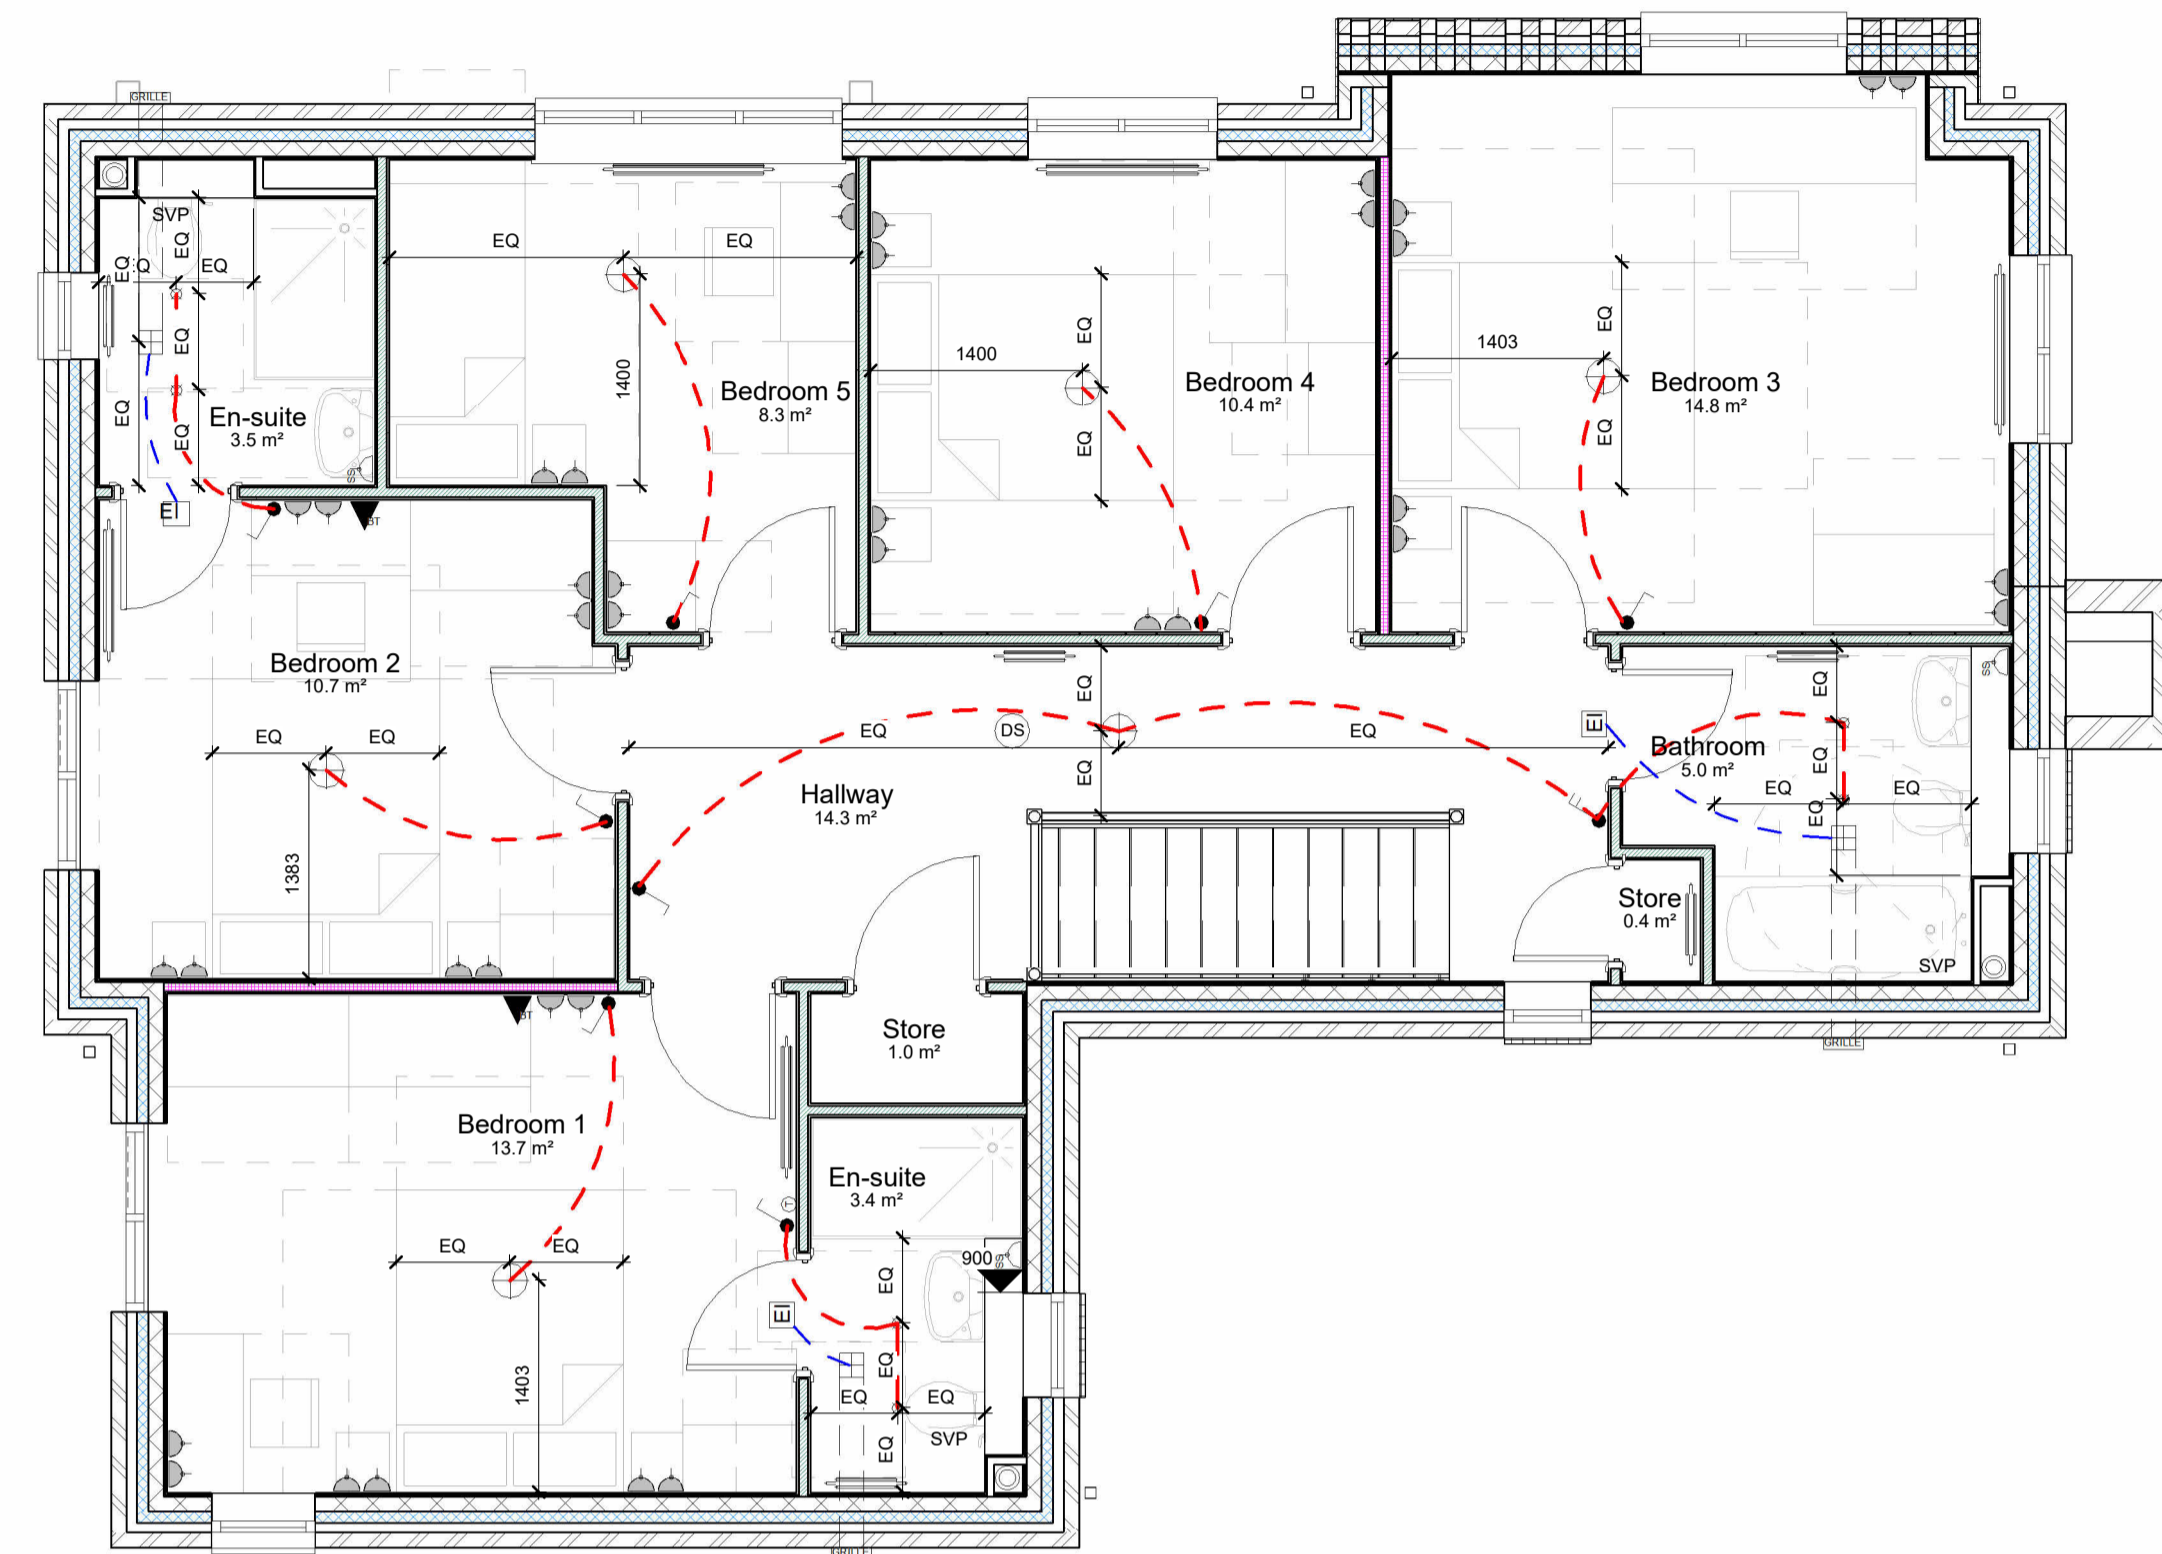 GRILLE
SVP
EQ
EQ
EQ
Q
EQ
EQ
EQ
EQ
En-suite
3.5 m²
SS
EI
BT
EQ
EQ
1400
Bedroom 5
8.3 m²
1400
EQ
EQ
Bedroom 4
10.4 m²
1403
EQ
EQ
Bedroom 3
14.8 m²
Bedroom 2
10.7 m²
EQ
EQ
1383
EQ
EQ
DS
EQ
EQ
Hallway
14.3 m²
EI
EQ
SS
Bathroom
5.0 m²
EQ
EQ
EQ
EQ
Store
0.4 m²
SVP
GRILLE
BT
Store
1.0 m²
Bedroom 1
13.7 m²
EQ
EQ
1403
T
En-suite
3.4 m²
900
SS
EQ
EI
EQ
EQ
EQ
SVP
EQ
GRILLE